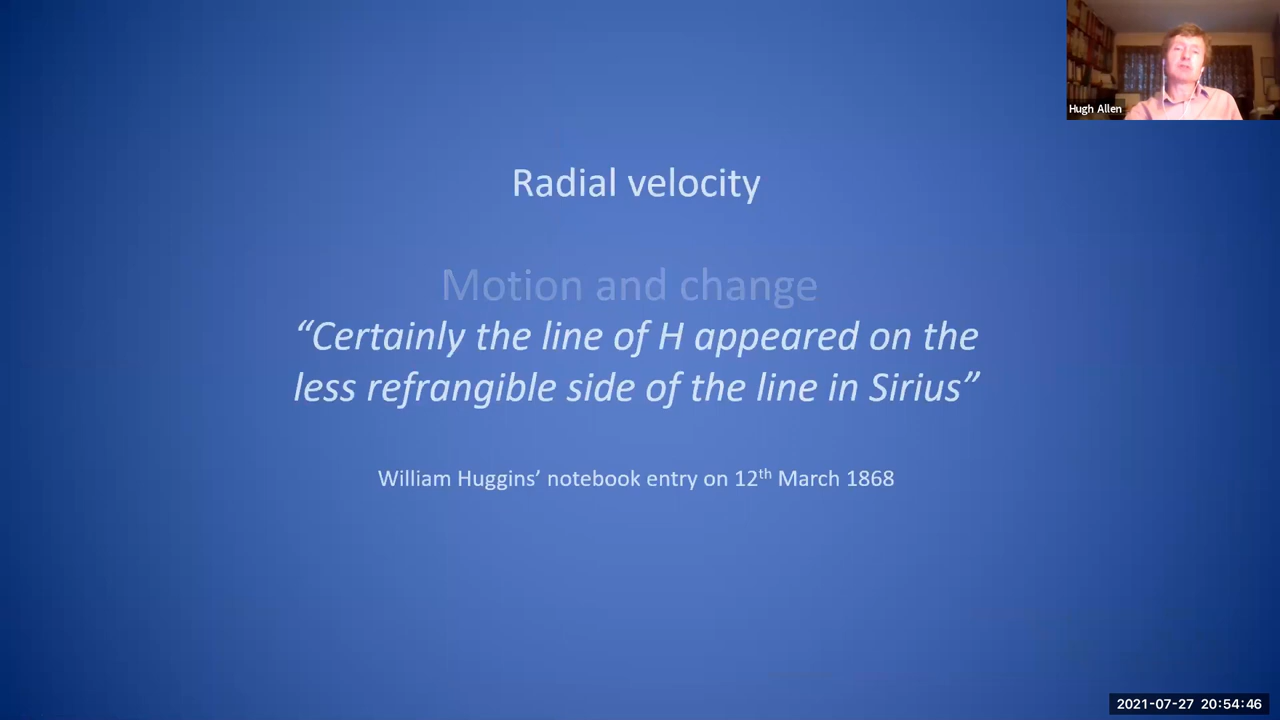 Hugh Allen
Radial velocity
Motion and change
“Certainly the line of H appeared on the
less refrangible side of the line in Sirius”
William Huggins’ notebook entry on 12th March 1868
2021-07-27 20:54:46